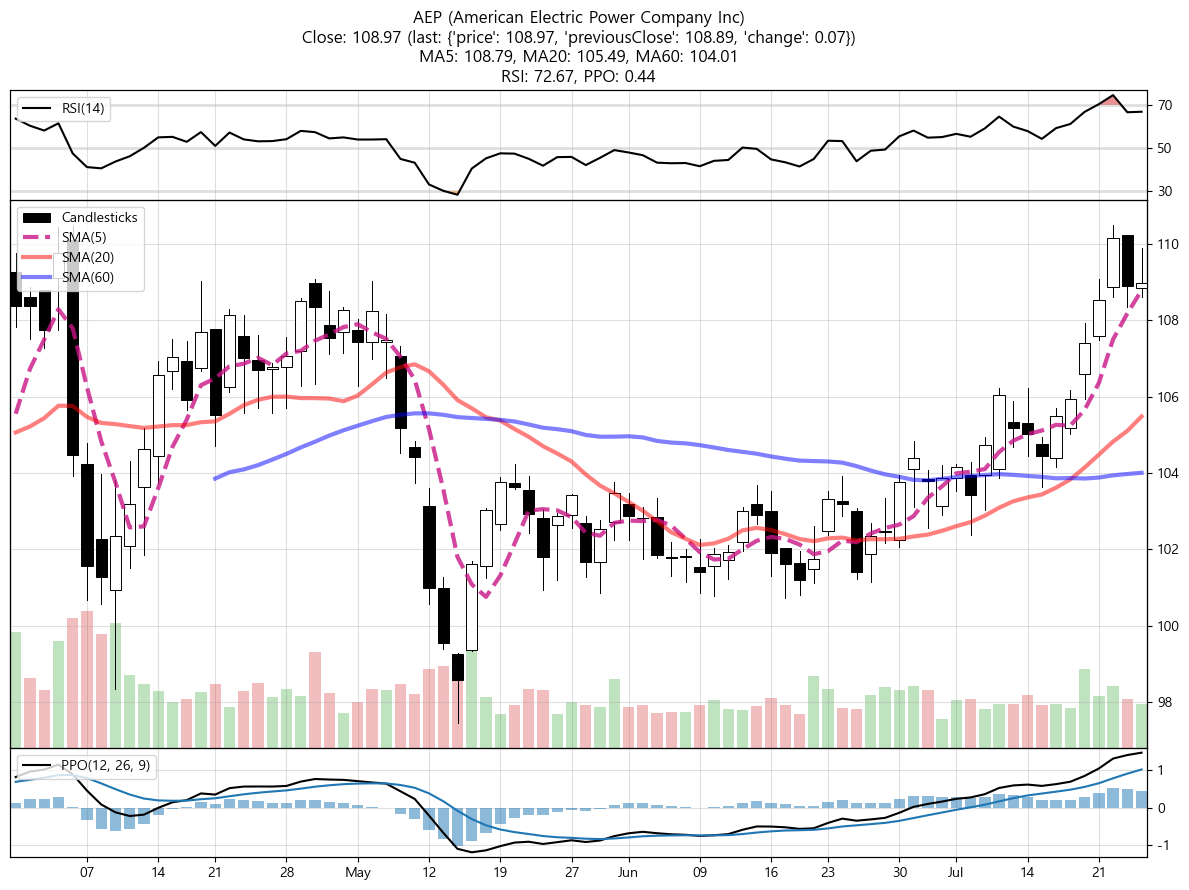 AEP (American Electric Power Company Inc)
Close: 108.97 (last: {'price': 108.97, 'previousClose': 108.89, 'change': 0.07})
MA5: 108.79, MA20: 105.49, MA60: 104.01
RSI: 72.67, PPO: 0.44
RSI(14)
70
50
30
Candlesticks
SMA(5)
SMA(20)
SMA(60)
110
108
106
104
102
100
98
PPO(12, 26, 9)
1
0
-1
07 14 21 28 May 12 19 27 Jun 09 16 23 30 Jul 14 21